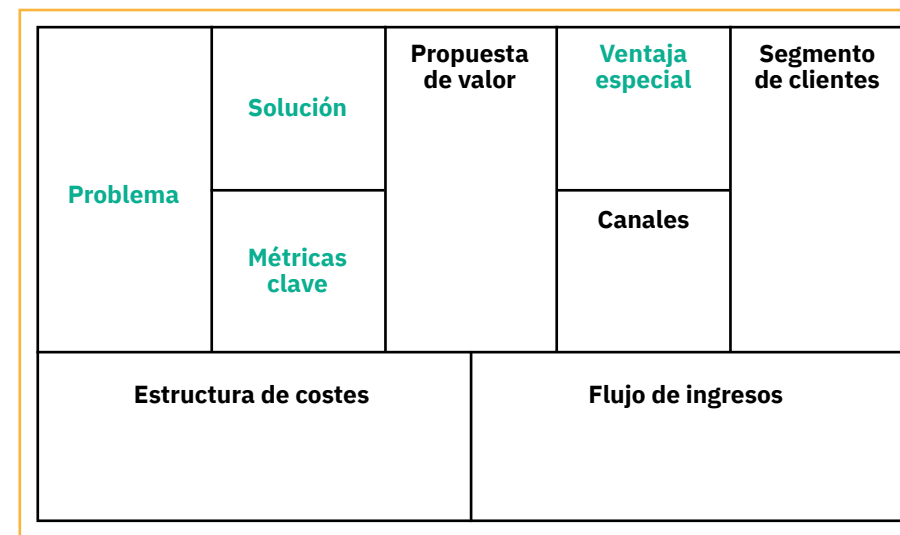 Problema
Solución
Métricas
clave
Propuesta
de valor
Ventaja
especial
Canales
Segmento
de clientes
Estructura de costes
Flujo de ingresos